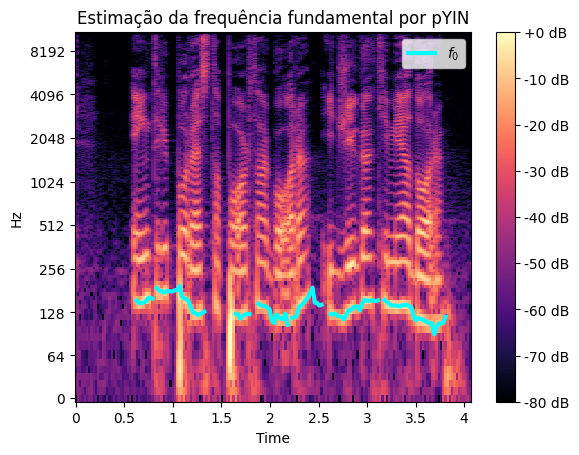 Estimação da frequência fundamental por pYIN
f0
Hz
8192
4096
2048
1024
512
256
128
64
0
0
0.5
1
1.5
2
2.5
3
3.5
4
Time
+0 dB
-10 dB
-20 dB
-30 dB
-40 dB
-50 dB
-60 dB
-70 dB
-80 dB